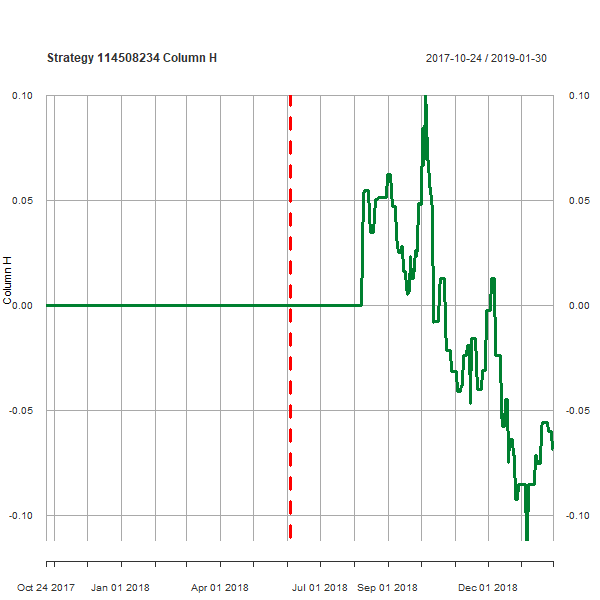 Strategy 114508234 Column H
2017-10-24 / 2019-01-30
0.10 0.10
0.05 0.05
Column H
0.00 0.00
-0.05 -0.05
-0.10 -0.10
Oct 24 2017 Jan 01 2018 Apr 01 2018 Jul 01 2018 Sep 01 2018 Dec 01 2018